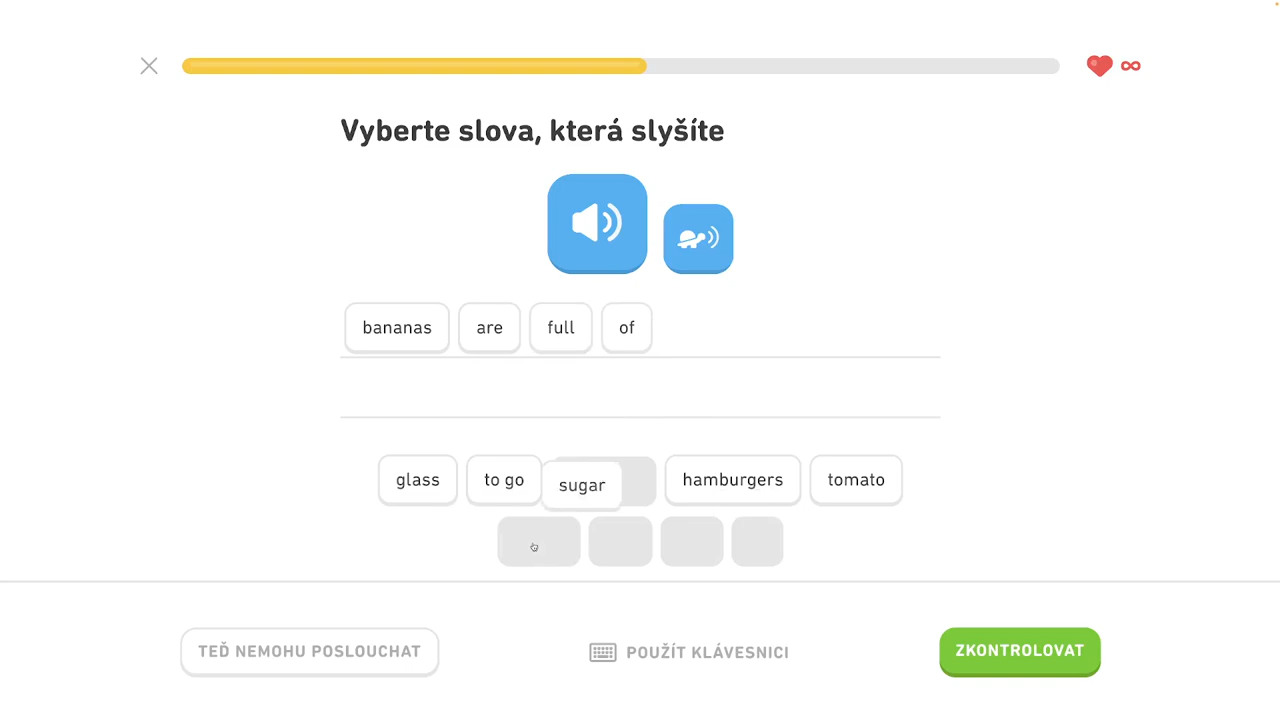 Vyberte slova, která slyšíte
bananas are full of
glass to go sugar hamburgers tomato
TEĎ NEMOHU POSLOUCHAT POUŽÍT KLÁVESNICI ZKONTROLOVAT